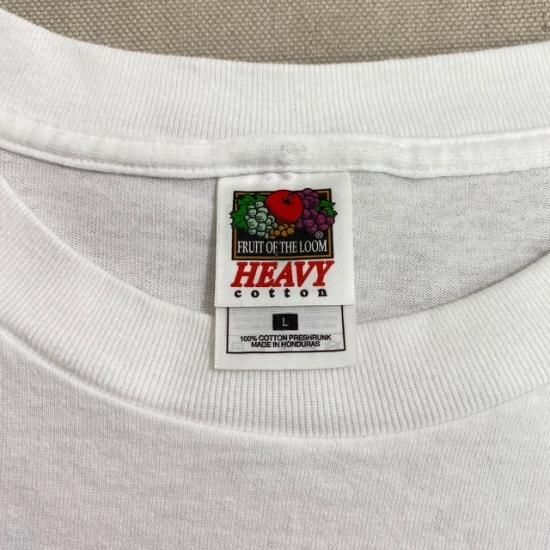 FRUIT OF THE LOOM ®
HEAVY
cotton
L
100% COTTON PRESHRUNK
MADE IN HONDURAS